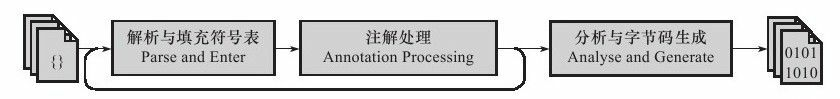 {}
解析与填充符号表
Parse and Enter
注解处理
Annotation Processing
分析与字节码生成
Analyse and Generate
0101
1010